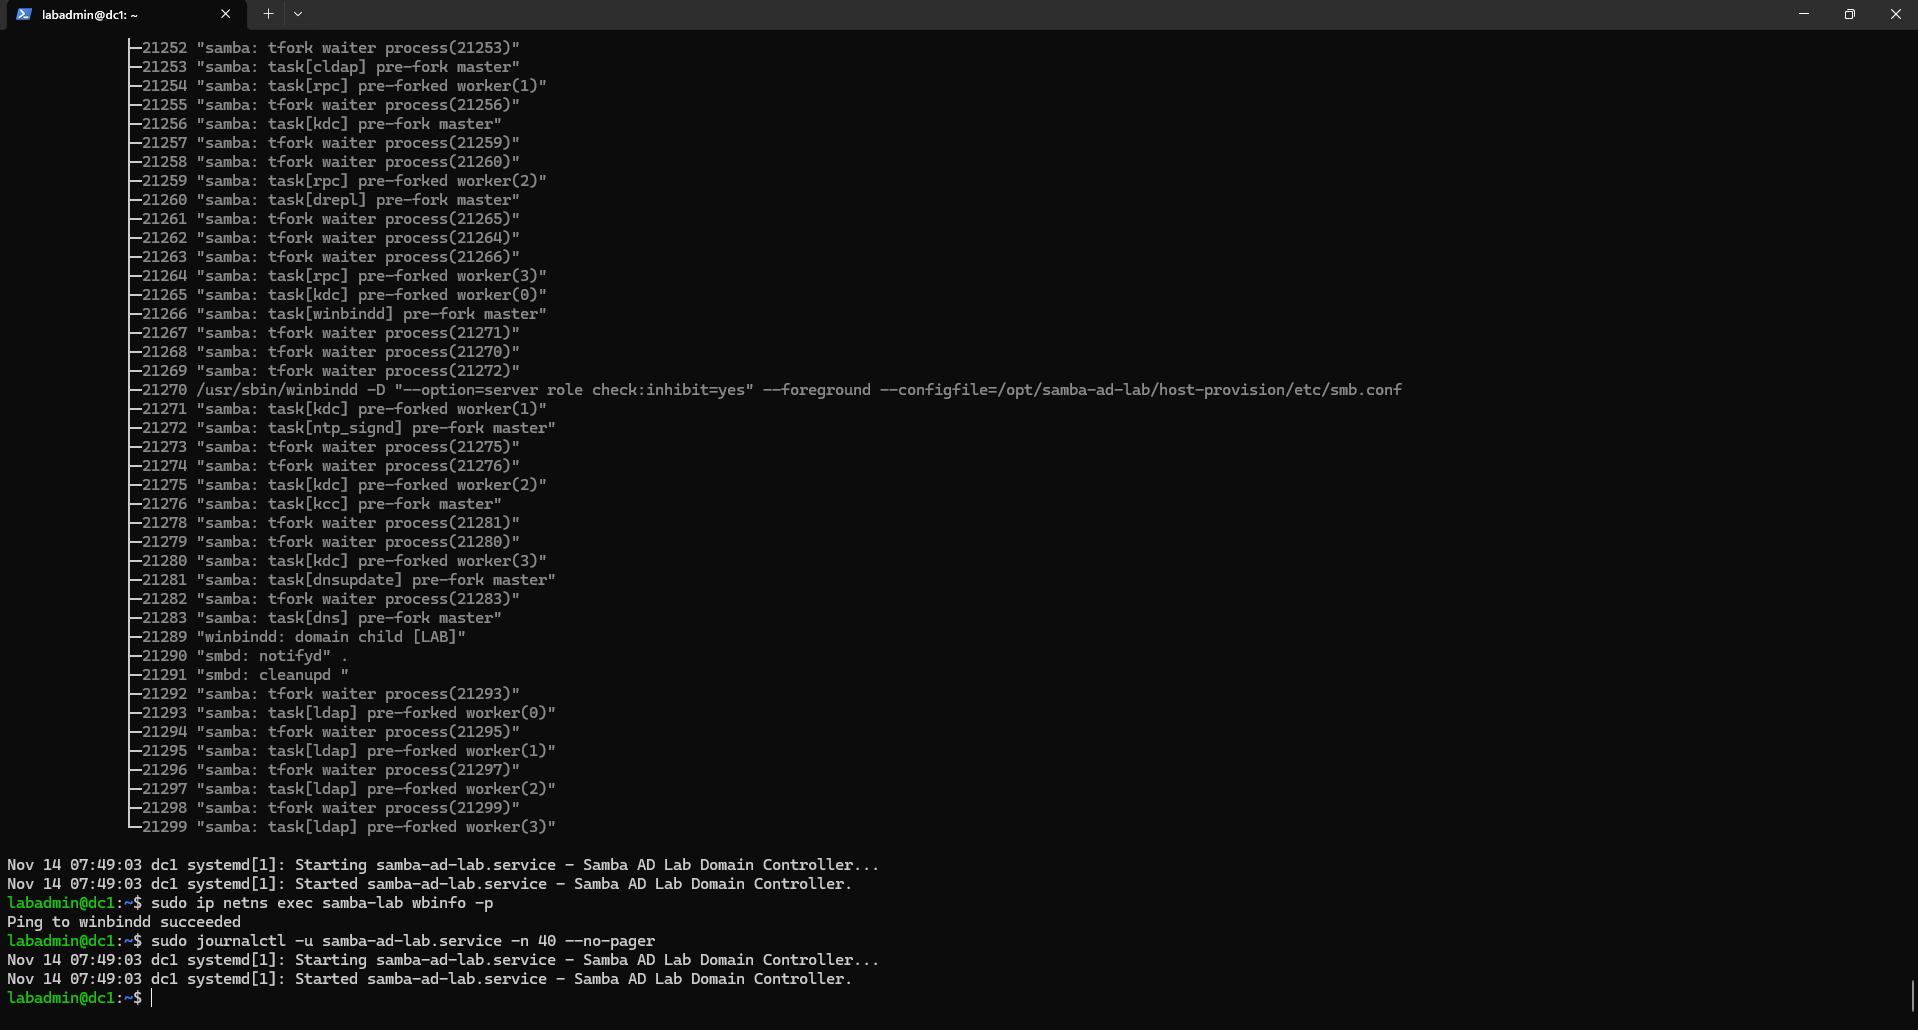 labadmin@dc1: ~
├─21252 "samba: tfork waiter process(21253)"
├─21253 "samba: task[cldap] pre-fork master"
├─21254 "samba: task[rpc] pre-forked worker(1)"
├─21255 "samba: tfork waiter process(21256)"
├─21256 "samba: task[kdc] pre-fork master"
├─21257 "samba: tfork waiter process(21259)"
├─21258 "samba: tfork waiter process(21260)"
├─21259 "samba: task[rpc] pre-forked worker(2)"
├─21260 "samba: task[drepl] pre-fork master"
├─21261 "samba: tfork waiter process(21265)"
├─21262 "samba: tfork waiter process(21264)"
├─21263 "samba: tfork waiter process(21266)"
├─21264 "samba: task[rpc] pre-forked worker(3)"
├─21265 "samba: task[kdc] pre-forked worker(0)"
├─21266 "samba: task[winbindd] pre-fork master"
├─21267 "samba: tfork waiter process(21271)"
├─21268 "samba: tfork waiter process(21270)"
├─21269 "samba: tfork waiter process(21272)"
├─21270 /usr/sbin/winbindd -D "--option=server role check:inhibit=yes" --foreground --configfile=/opt/samba-ad-lab/host-provision/etc/smb.conf
├─21271 "samba: task[kdc] pre-forked worker(1)"
├─21272 "samba: task[ntp_signd] pre-fork master"
├─21273 "samba: tfork waiter process(21275)"
├─21274 "samba: tfork waiter process(21276)"
├─21275 "samba: task[kdc] pre-forked worker(2)"
├─21276 "samba: task[kcc] pre-fork master"
├─21278 "samba: tfork waiter process(21281)"
├─21279 "samba: tfork waiter process(21280)"
├─21280 "samba: task[kdc] pre-forked worker(3)"
├─21281 "samba: task[dnsupdate] pre-fork master"
├─21282 "samba: tfork waiter process(21283)"
├─21283 "samba: task[dns] pre-fork master"
├─21289 "winbindd: domain child [LAB]"
├─21290 "smbd: notifyd" .
├─21291 "smbd: cleanupd "
├─21292 "samba: tfork waiter process(21293)"
├─21293 "samba: task[ldap] pre-forked worker(0)"
├─21294 "samba: tfork waiter process(21295)"
├─21295 "samba: task[ldap] pre-forked worker(1)"
├─21296 "samba: tfork waiter process(21297)"
├─21297 "samba: task[ldap] pre-forked worker(2)"
├─21298 "samba: tfork waiter process(21299)"
└─21299 "samba: task[ldap] pre-forked worker(3)"
Nov 14 07:49:03 dc1 systemd[1]: Starting samba-ad-lab.service - Samba AD Lab Domain Controller...
Nov 14 07:49:03 dc1 systemd[1]: Started samba-ad-lab.service - Samba AD Lab Domain Controller.
labadmin@dc1:~$ sudo ip netns exec samba-lab wbinfo -p
Ping to winbindd succeeded
labadmin@dc1:~$ sudo journalctl -u samba-ad-lab.service -n 40 --no-pager
Nov 14 07:49:03 dc1 systemd[1]: Starting samba-ad-lab.service - Samba AD Lab Domain Controller...
Nov 14 07:49:03 dc1 systemd[1]: Started samba-ad-lab.service - Samba AD Lab Domain Controller.
labadmin@dc1:~$